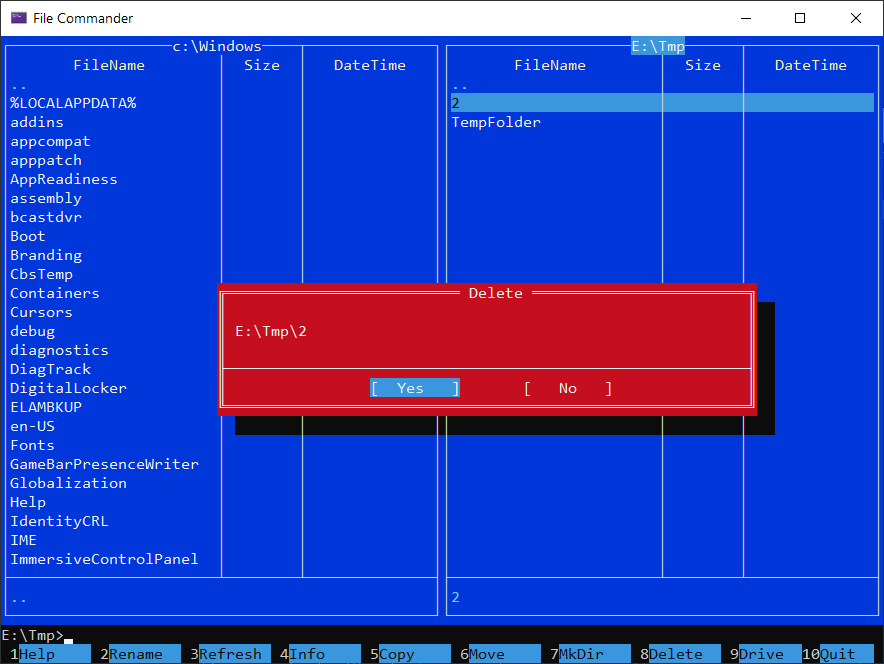 File Commander
c:\Windows E:\Tmp
FileName Size DateTime FileName Size DateTime
.. ..
%LOCALAPPDATA% 2
addins TempFolder
appcompat
apppatch
AppReadiness
assembly
bcastdvr
Boot
Branding
CbsTemp
Containers Delete
Cursors
debug E:\Tmp\2
diagnostics
DiagTrack
DigitalLocker [ Yes ] [ No ]
ELAMBKUP
en-US
Fonts
GameBarPresenceWriter
Globalization
Help
IdentityCRL
IME
ImmersiveControlPanel
.. 2
E:\Tmp>_
1Help 2Rename 3Refresh 4Info 5Copy 6Move 7MkDir 8Delete 9Drive 10Quit